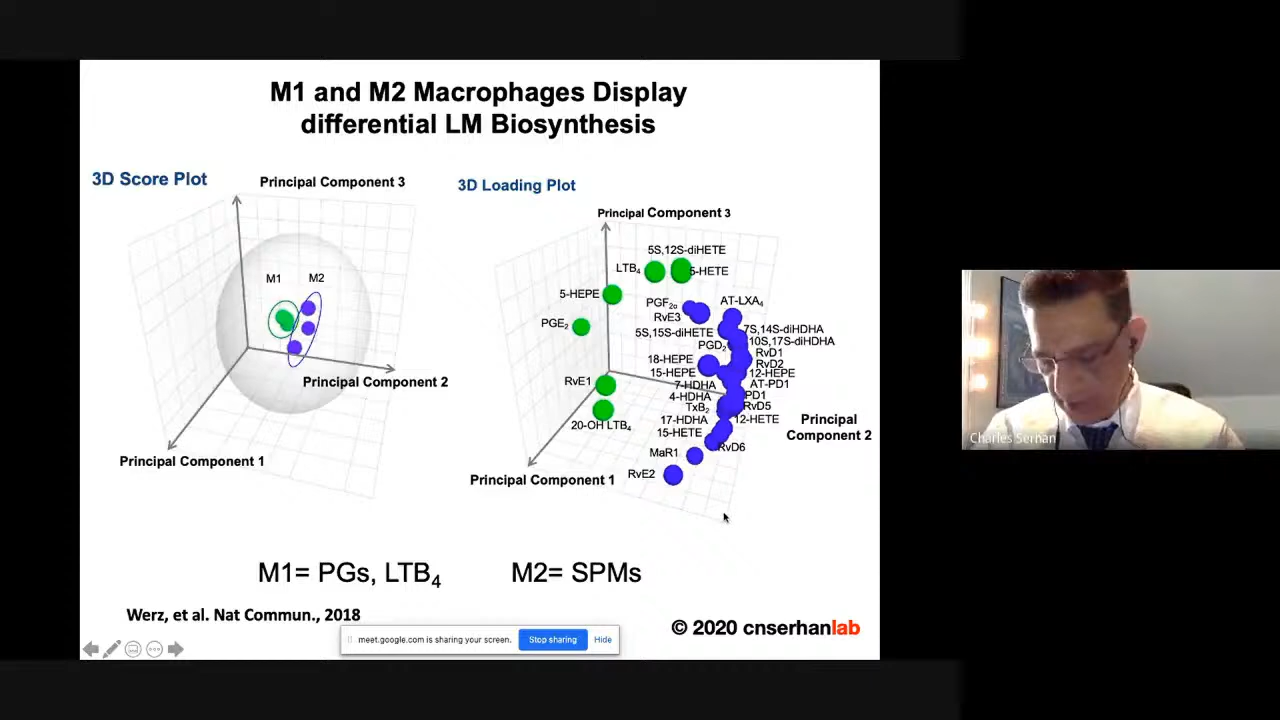 M1 and M2 Macrophages Display
differential LM Biosynthesis
3D Score Plot
Principal Component 3
M1
M2
Principal Component 2
Principal Component 1
3D Loading Plot
Principal Component 3
5S,12S-diHETE
LTB4
5-HETE
5-HEPE
PGF2α
AT-LXA4
RvE3
PGE2
5S,15S-diHETE
7S,14S-diHDHA
PGD2
10S,17S-diHDHA
RvD1
18-HEPE
RvD2
15-HEPE
12-HEPE
RvE1
7-HDHA
AT-PD1
4-HDHA
PD1
TxB2
RvD5
17-HDHA
12-HETE
20-OH LTB4
15-HETE
RvD6
MaR1
RvE2
Principal
Component 2
Principal Component 1
M1= PGs, LTB4
M2= SPMs
Werz, et al. Nat Commun., 2018
© 2020 cnserhanlab
meet.google.com is sharing your screen.
Stop sharing
Hide
Charles Serhan